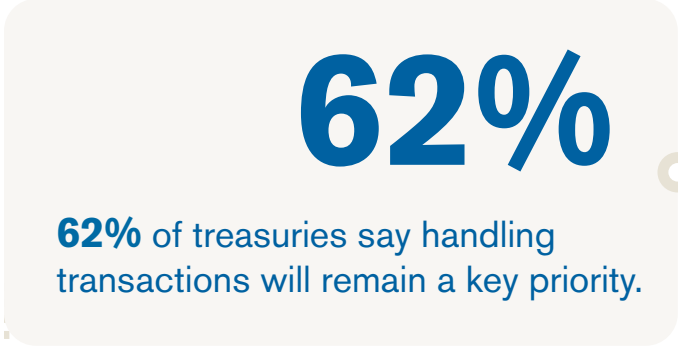 62%
62% of treasuries say handling
transactions will remain a key priority.